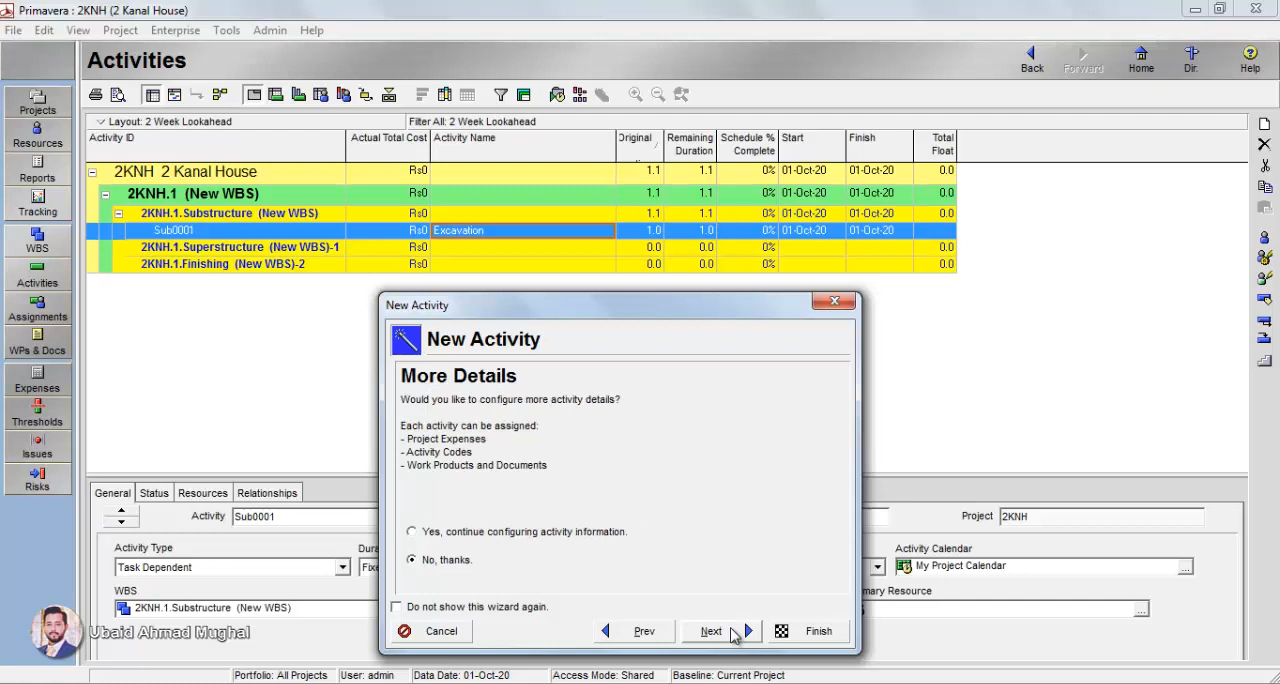 Primavera : 2KNH (2 Kanal House)
File Edit View Project Enterprise Tools Admin Help
Activities
Back Forward Home Dir. Help
Layout: 2 Week Lookahead Filter All: 2 Week Lookahead
Activity ID Actual Total Cost Activity Name Original Remaining Duration Schedule % Complete Start Finish Total Float
2KNH 2 Kanal House Rs0 1.1 1.1 0% 01-Oct-20 01-Oct-20 0.0
2KNH.1 (New WBS) Rs0 1.1 1.1 0% 01-Oct-20 01-Oct-20 0.0
2KNH.1.Substructure (New WBS) Rs0 1.1 1.1 0% 01-Oct-20 01-Oct-20 0.0
Sub0001 Rs0 Excavation 1.0 1.0 0% 01-Oct-20 01-Oct-20 0.0
2KNH.1.Superstructure (New WBS)-1 Rs0 0.0 0.0 0% 0.0
2KNH.1.Finishing (New WBS)-2 Rs0 0.0 0.0 0% 0.0
Projects
Resources
Reports
Tracking
WBS
Activities
Assignments
WPs & Docs
Expenses
Thresholds
Issues
Risks
New Activity
New Activity
More Details
Would you like to configure more activity details?
Each activity can be assigned:
- Project Expenses
- Activity Codes
- Work Products and Documents
Yes, continue configuring activity information.
No, thanks.
Do not show this wizard again.
Cancel Prev Next Finish
General Status Resources Relationships
Activity Sub0001 Project 2KNH
Activity Type Activity Calendar
Task Dependent My Project Calendar
WBS Resource
2KNH.1.Substructure (New WBS)
Ubaid Ahmad Mughal
Portfolio: All Projects User: admin Data Date: 01-Oct-20 Access Mode: Shared Baseline: Current Project